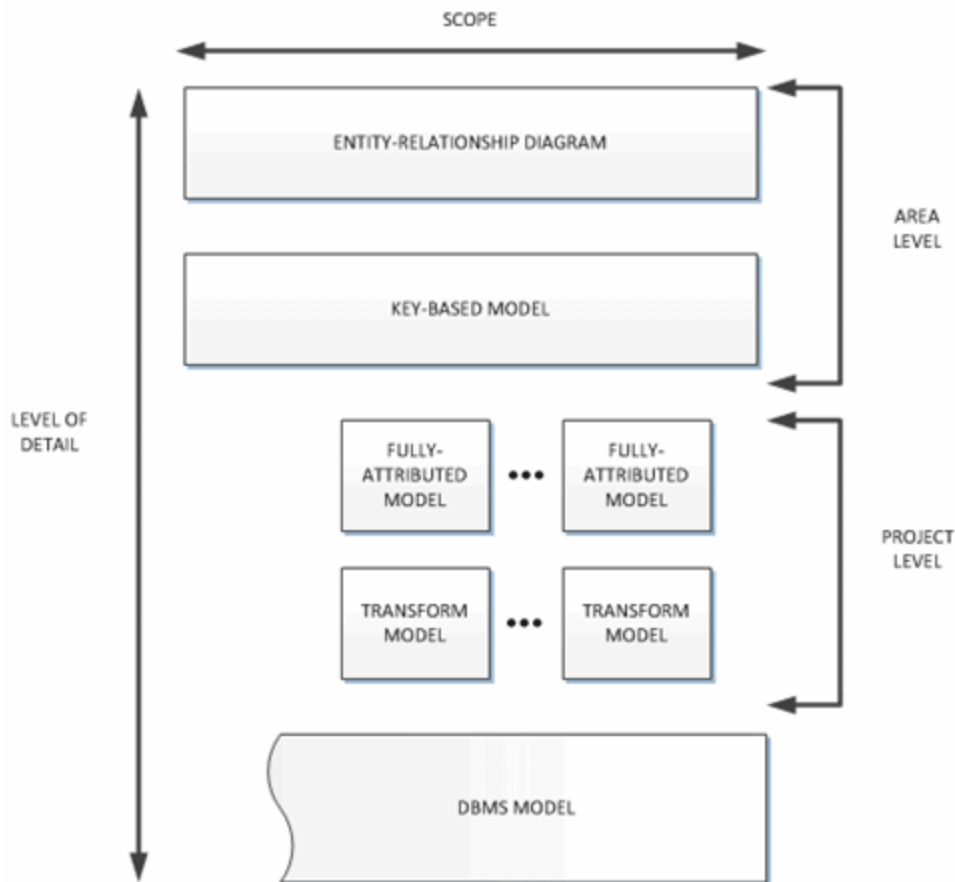 SCOPE
ENTITY-RELATIONSHIP DIAGRAM
AREA
LEVEL
KEY-BASED MODEL
LEVEL OF
DETAIL
FULLY-
ATTRIBUTED
MODEL
FULLY-
ATTRIBUTED
MODEL
PROJECT
LEVEL
TRANSFORM
MODEL
TRANSFORM
MODEL
DBMS MODEL